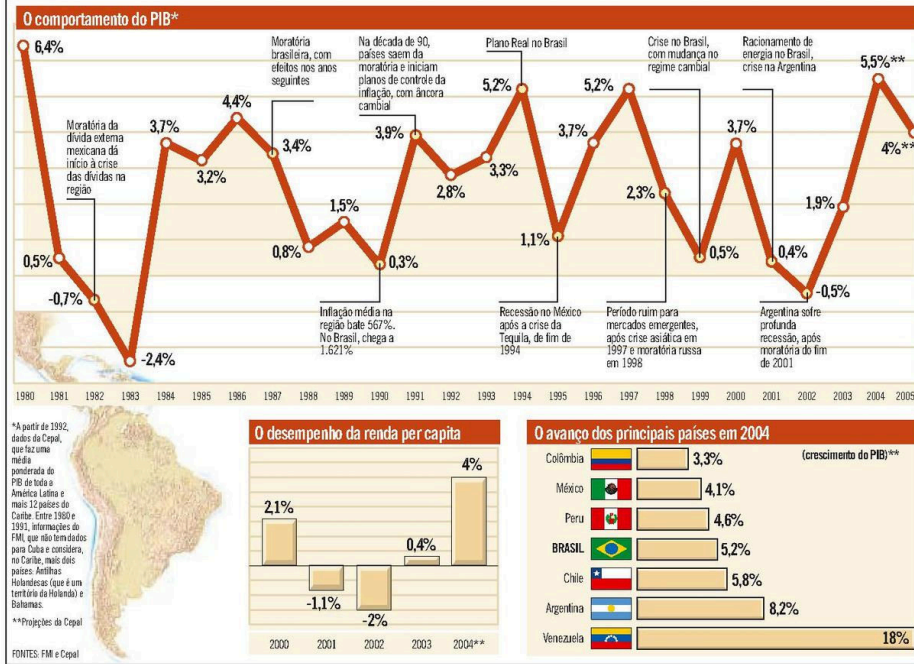 O comportamento do PIB*
6,4%
Moratória da
dívida externa
mexicana dá
início à crise
das dívidas na
região
Moratória
brasileira, com
efeitos nos anos
seguintes
Na década de 90,
países saem da
moratória e iniciam
planos de controle da
inflação, com âncora
cambial
Plano Real no Brasil
Crise no Brasil,
com mudança no
regime cambial
Racionamento de
energia no Brasil,
crise na Argentina
0,5%
-0,7%
-2,4%
3,7%
3,2%
4,4%
3,4%
0,8%
1,5%
0,3%
3,9%
2,8%
3,3%
5,2%
1,1%
3,7%
5,2%
2,3%
0,5%
3,7%
0,4%
-0,5%
1,9%
5,5%**
4%**
Inflação média na
região bate 567%.
No Brasil, chega a
1.621%
Recessão no México
após a crise da
Tequila, de fim de
1994
Período ruim para
mercados emergentes,
após crise asiática em
1997 e moratória russa
em 1998
Argentina sofre
profunda
recessão, após
moratória do fim
de 2001
1980 1981 1982 1983 1984 1985 1986 1987 1988 1989 1990 1991 1992 1993 1994 1995 1996 1997 1998 1999 2000 2001 2002 2003 2004 2005
*A partir de 1992,
dados da Cepal,
que faz uma
média
ponderada do
PIB de toda a
América Latina e
mais 12 países do
Caribe. Entre 1980 e
1991, informações do
FMI, que não tem dados
para Cuba e considera,
no Caribe, mais dois
países: Antilhas
Holandesas (que é um
território da Holanda) e
Bahamas.
**Projeções da Cepal
FONTES: FMI e Cepal
O desempenho da renda per capita
2,1%
-1,1%
-2%
0,4%
4%
2000 2001 2002 2003 2004**
O avanço dos principais países em 2004
(crescimento do PIB)**
Colômbia 3,3%
México 4,1%
Peru 4,6%
BRASIL 5,2%
Chile 5,8%
Argentina 8,2%
Venezuela 18%